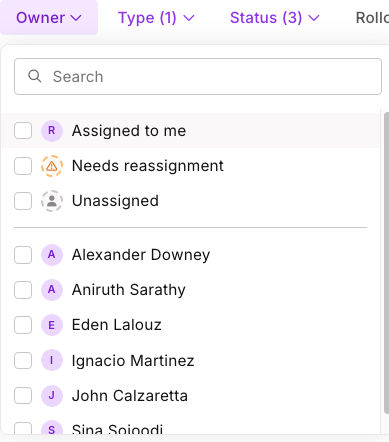 Owner Type (1) Status (3) Rollo
Search
R Assigned to me
Needs reassignment
Unassigned
A Alexander Downey
A Aniruth Sarathy
E Eden Lalouz
I Ignacio Martinez
J John Calzaretta
S Sina Sojoodi